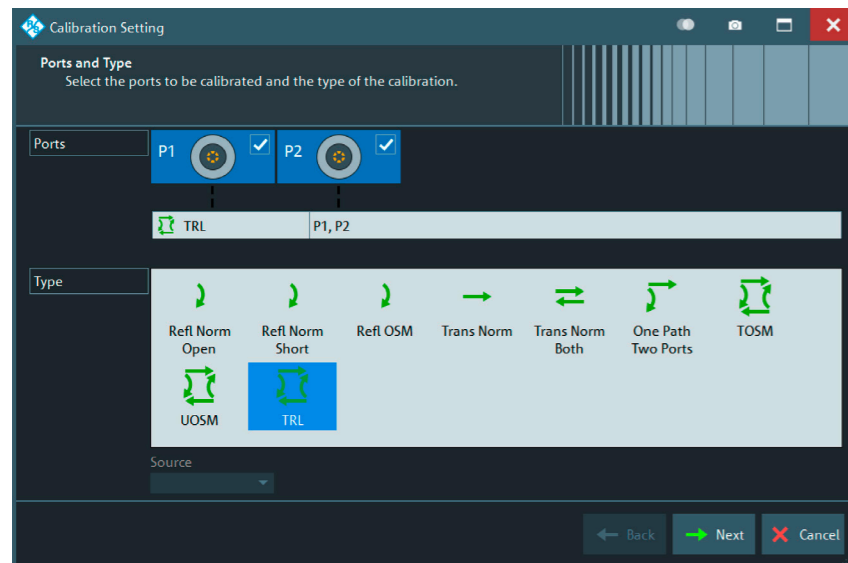 Calibration Setting
Ports and Type
Select the ports to be calibrated and the type of the calibration.
Ports
P1
P2
TRL
P1, P2
Type
Refl Norm
Open
Refl Norm
Short
Refl OSM
Trans Norm
Trans Norm
Both
One Path
Two Ports
TOSM
UOSM
TRL
Source
Back
Next
Cancel